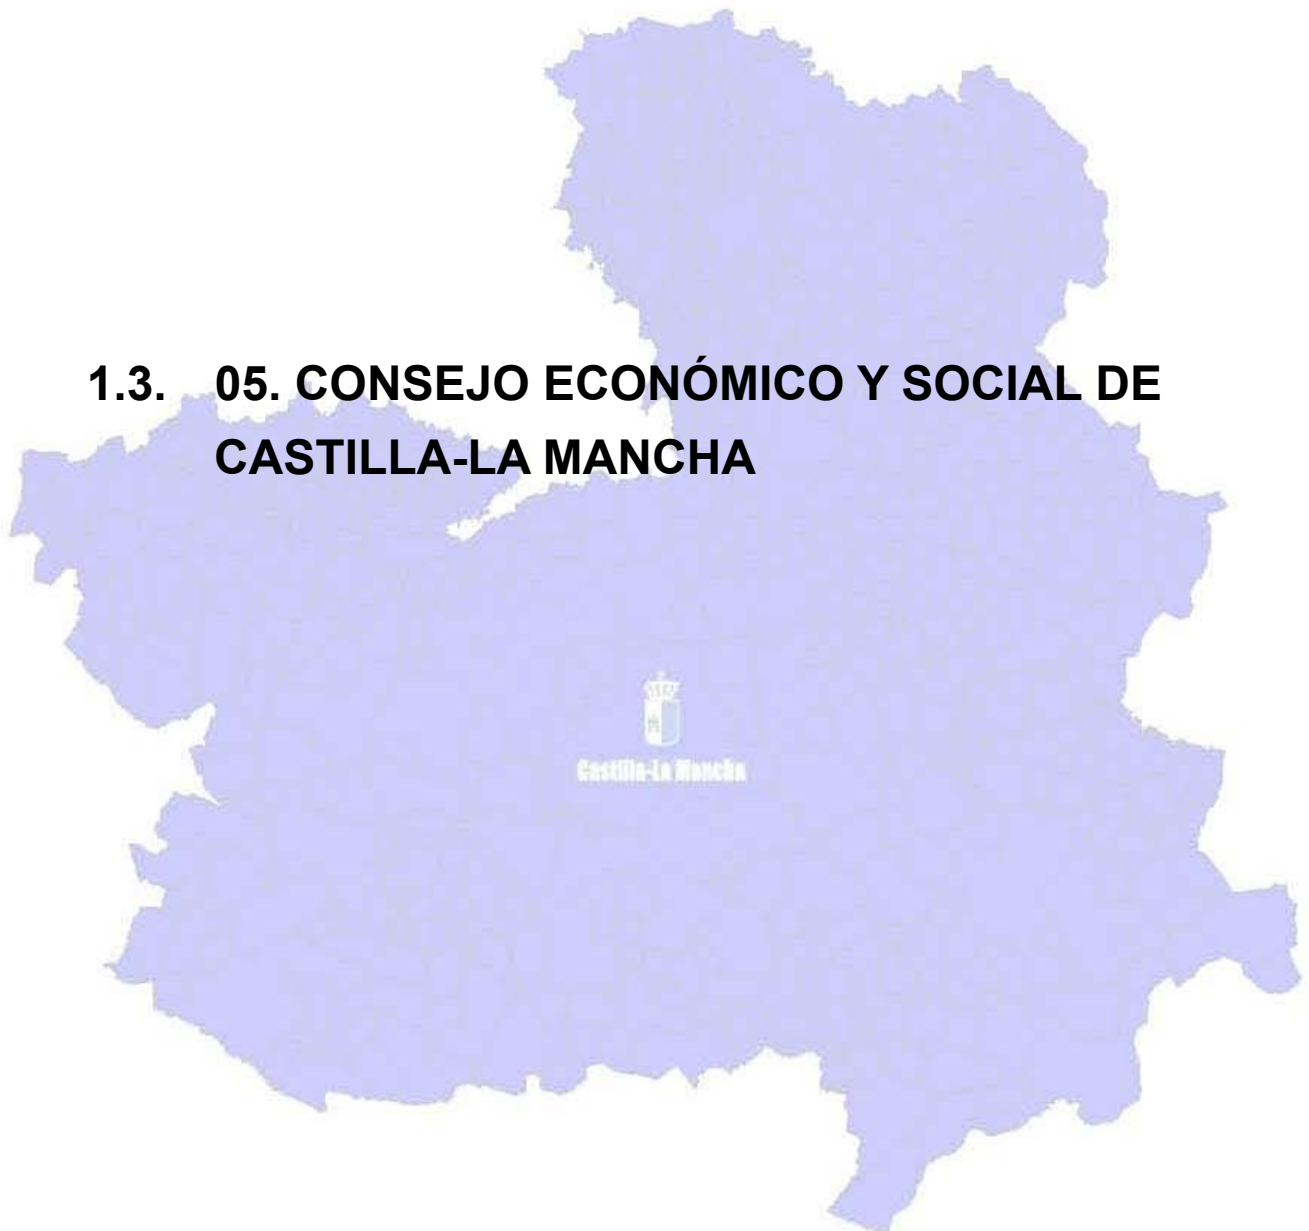 1.3. 05. CONSEJO ECONÓMICO Y SOCIAL DE
CASTILLA-LA MANCHA
Castilla-La Mancha